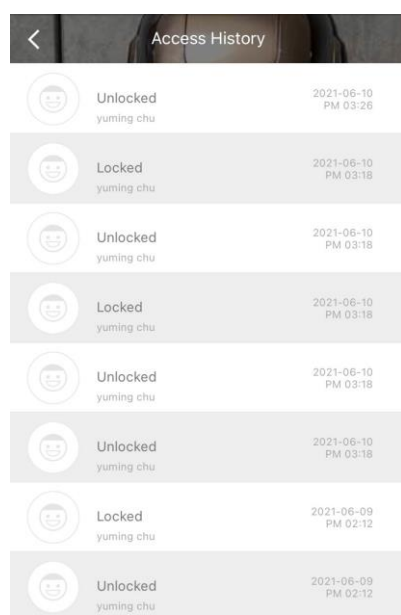 Access History
Unlocked
2021-06-10
PM 03:26
yuming chu
Locked
2021-06-10
PM 03:18
yuming chu
Unlocked
2021-06-10
PM 03:18
yuming chu
Locked
2021-06-10
PM 03:18
yuming chu
Unlocked
2021-06-10
PM 03:18
yuming chu
Unlocked
2021-06-10
PM 03:18
yuming chu
Locked
2021-06-09
PM 02:12
yuming chu
Unlocked
2021-06-09
PM 02:12
yuming chu